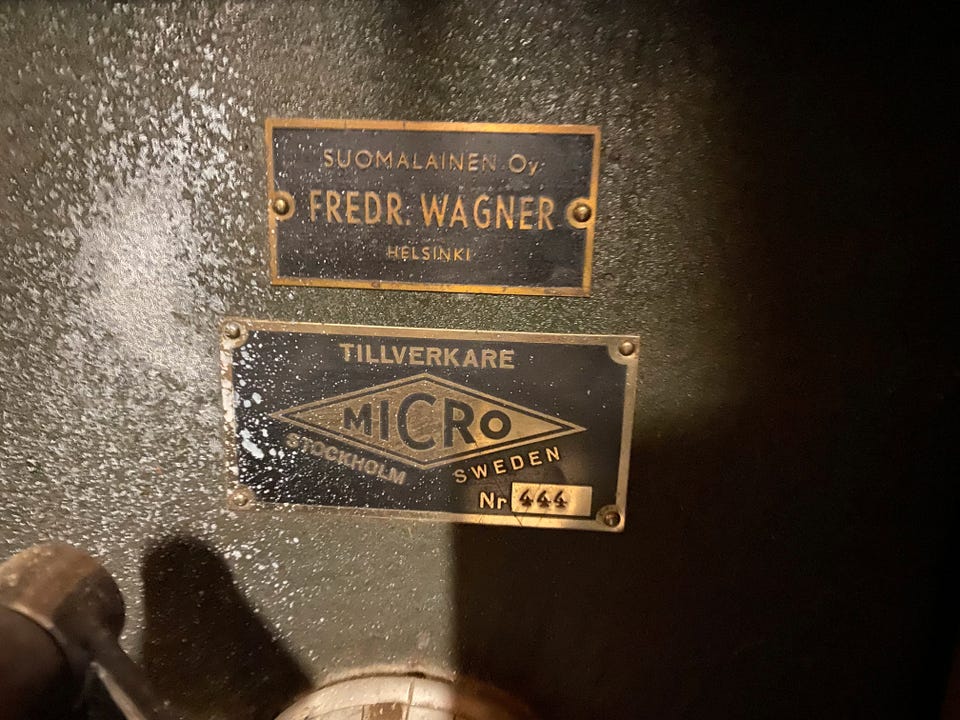 SUOMALAINEN Oy
FREDR. WAGNER
HELSINKI
TILLVERKARE
MICRO
STOCKHOLM SWEDEN
Nr 444